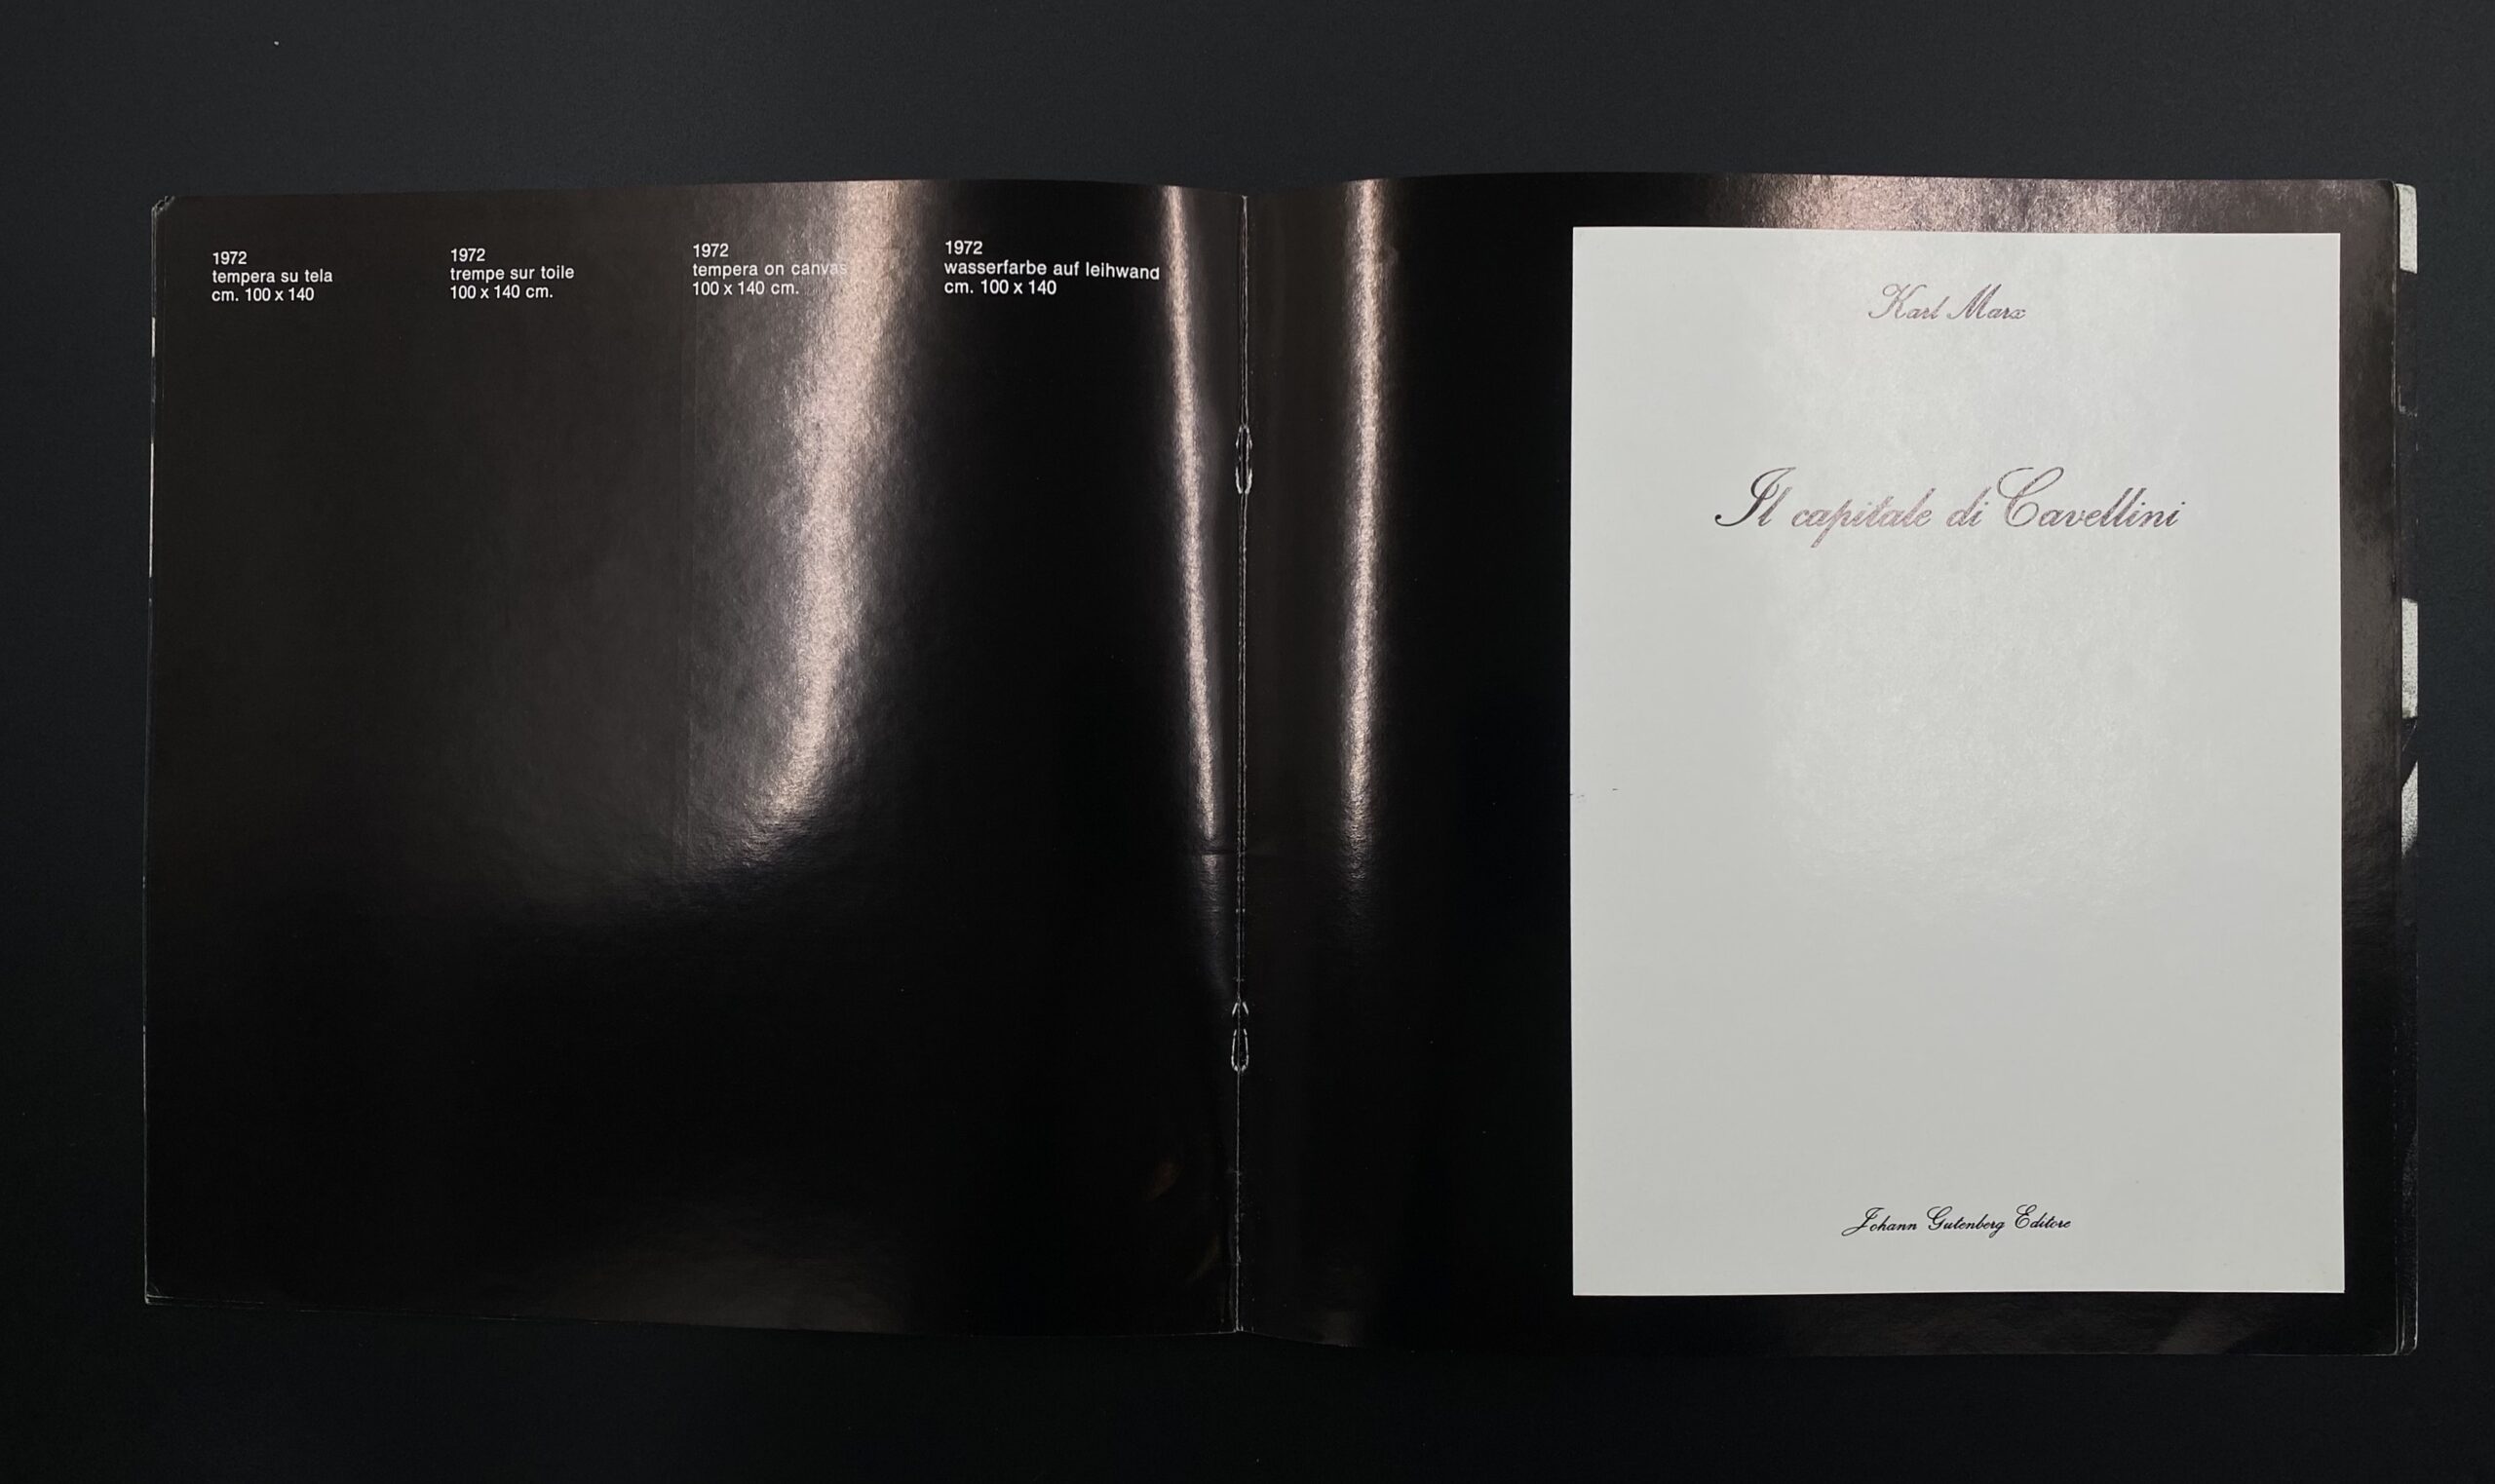 1972
tempera su tela
cm. 100 x 140
1972
trempe sur toile
100 x 140 cm.
1972
tempera on canvas
100 x 140 cm.
1972
wasserfarbe auf leihwand
cm. 100 x 140
Karl Marx
Il capitale di Cavellini
Johann Gutenberg Editore